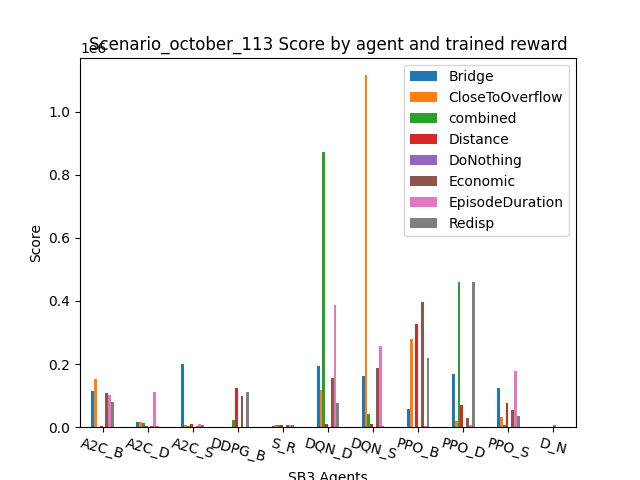 Scenario_october_113 Score by agent and trained reward
1e6
Bridge
CloseToOverflow
combined
Distance
DoNothing
Economic
EpisodeDuration
Redisp
1.0
0.8
0.6
0.4
0.2
0.0
Score
A2C_B A2C_D A2C_S DDPG_B S_R DQN_D DQN_S PPO_B PPO_D PPO_S D_N
SB3 Agents